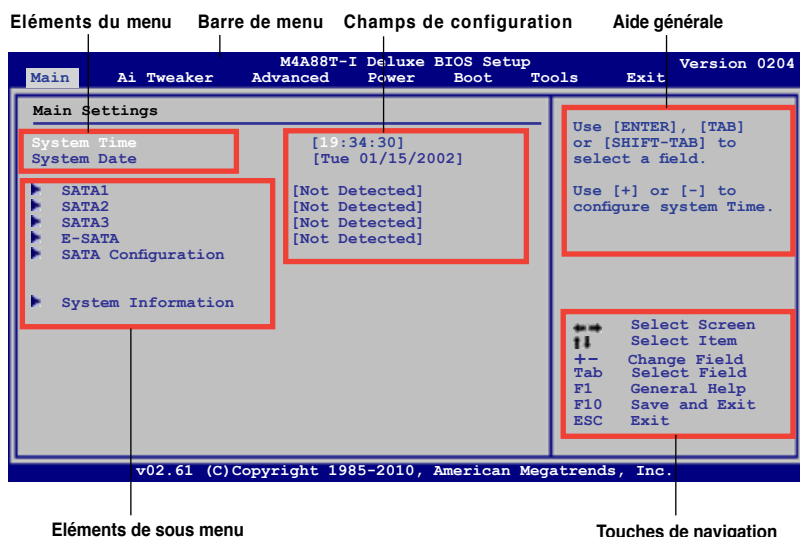 Eléments du menu Barre de menu Champs de configuration Aide générale
M4A88T-I Deluxe BIOS Setup Version 0204
Main Ai Tweaker Advanced Power Boot Tools Exit
Main Settings
System Time [19:34:30]
System Date [Tue 01/15/2002]
SATA1 [Not Detected]
SATA2 [Not Detected]
SATA3 [Not Detected]
E-SATA [Not Detected]
SATA Configuration
System Information
Use [ENTER], [TAB]
or [SHIFT-TAB] to
select a field.
Use [+] or [-] to
configure system Time.
←→ Select Screen
↑↓ Select Item
+- Change Field
Tab Select Field
F1 General Help
F10 Save and Exit
ESC Exit
v02.61 (C)Copyright 1985-2010, American Megatrends, Inc.
Eléments de sous menu Touches de navigation